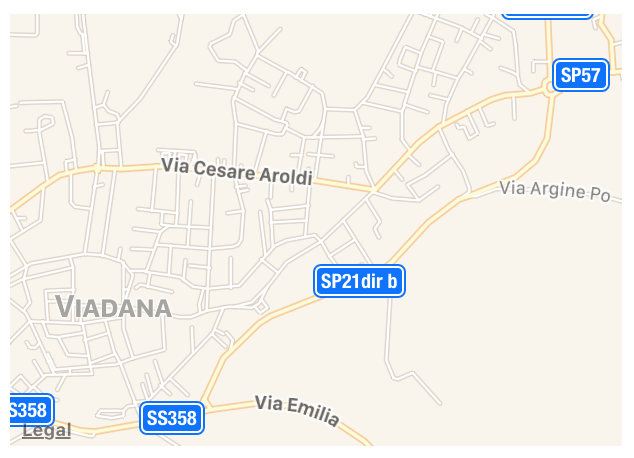 SP57
Via Cesare Aroldi
Via Argine Po
SP21dir b
VIADANA
Via Emilia
SS358
SS358
Legal